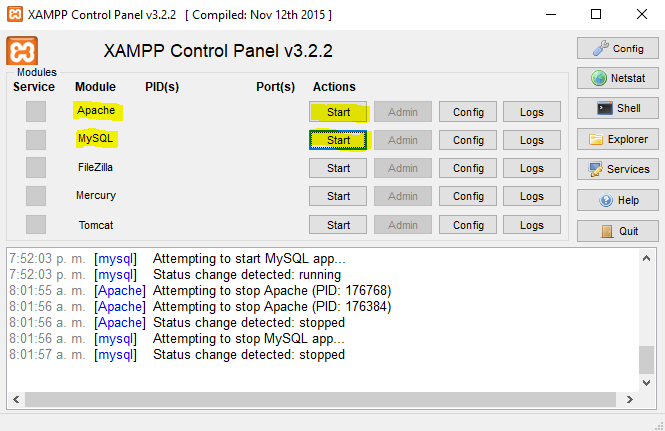 XAMPP Control Panel v3.2.2 [ Compiled: Nov 12th 2015 ]
XAMPP Control Panel v3.2.2
Config
Modules
Service Module PID(s) Port(s) Actions
Netstat
Apache Start Admin Config Logs
Shell
MySQL Start Admin Config Logs
Explorer
FileZilla Start Admin Config Logs
Services
Mercury Start Admin Config Logs
Help
Tomcat Start Admin Config Logs
Quit
7:52:03 p. m. [mysql] Attempting to start MySQL app...
7:52:03 p. m. [mysql] Status change detected: running
8:01:55 a. m. [Apache] Attempting to stop Apache (PID: 176768)
8:01:55 a. m. [Apache] Attempting to stop Apache (PID: 176384)
8:01:56 a. m. [Apache] Status change detected: stopped
8:01:56 a. m. [mysql] Attempting to stop MySQL app...
8:01:57 a. m. [mysql] Status change detected: stopped